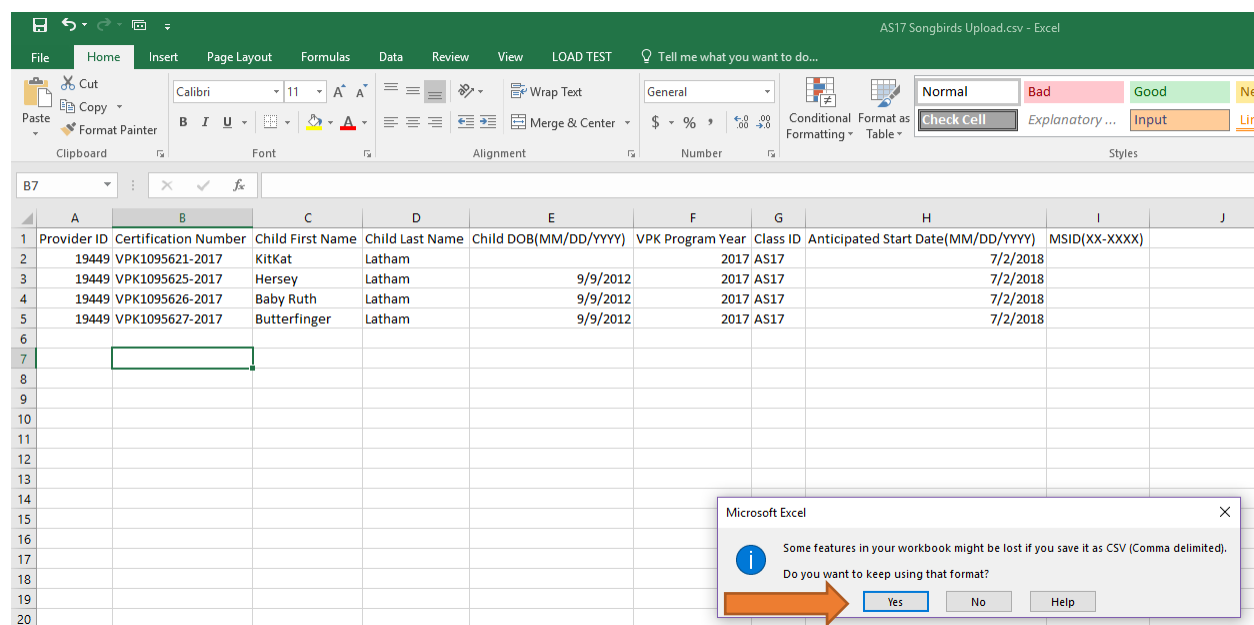 AS17 Songbirds Upload.csv - Excel
File Home Insert Page Layout Formulas Data Review View LOAD TEST Tell me what you want to do...
Cut
Copy
Format Painter
Paste
Calibri 11 A A
B I U A
Wrap Text
Merge & Center
General
$ % , .00 .0
Conditional Formatting
Format as Table
Normal Bad Good Ne
Check Cell Explanatory ... Input Lin
Clipboard Font Alignment Number Styles
B7 fx
A B C D E F G H I J
1 Provider ID Certification Number Child First Name Child Last Name Child DOB(MM/DD/YYYY) VPK Program Year Class ID Anticipated Start Date(MM/DD/YYYY) MSID(XX-XXXX)
2 19449 VPK1095621-2017 KitKat Latham 2017 AS17 7/2/2018
3 19449 VPK1095625-2017 Hersey Latham 9/9/2012 2017 AS17 7/2/2018
4 19449 VPK1095626-2017 Baby Ruth Latham 9/9/2012 2017 AS17 7/2/2018
5 19449 VPK1095627-2017 Butterfinger Latham 9/9/2012 2017 AS17 7/2/2018
6
7
8
9
10
11
12
13
14
15
16
17
18
19
20
Microsoft Excel
Some features in your workbook might be lost if you save it as CSV (Comma delimited).
Do you want to keep using that format?
Yes No Help